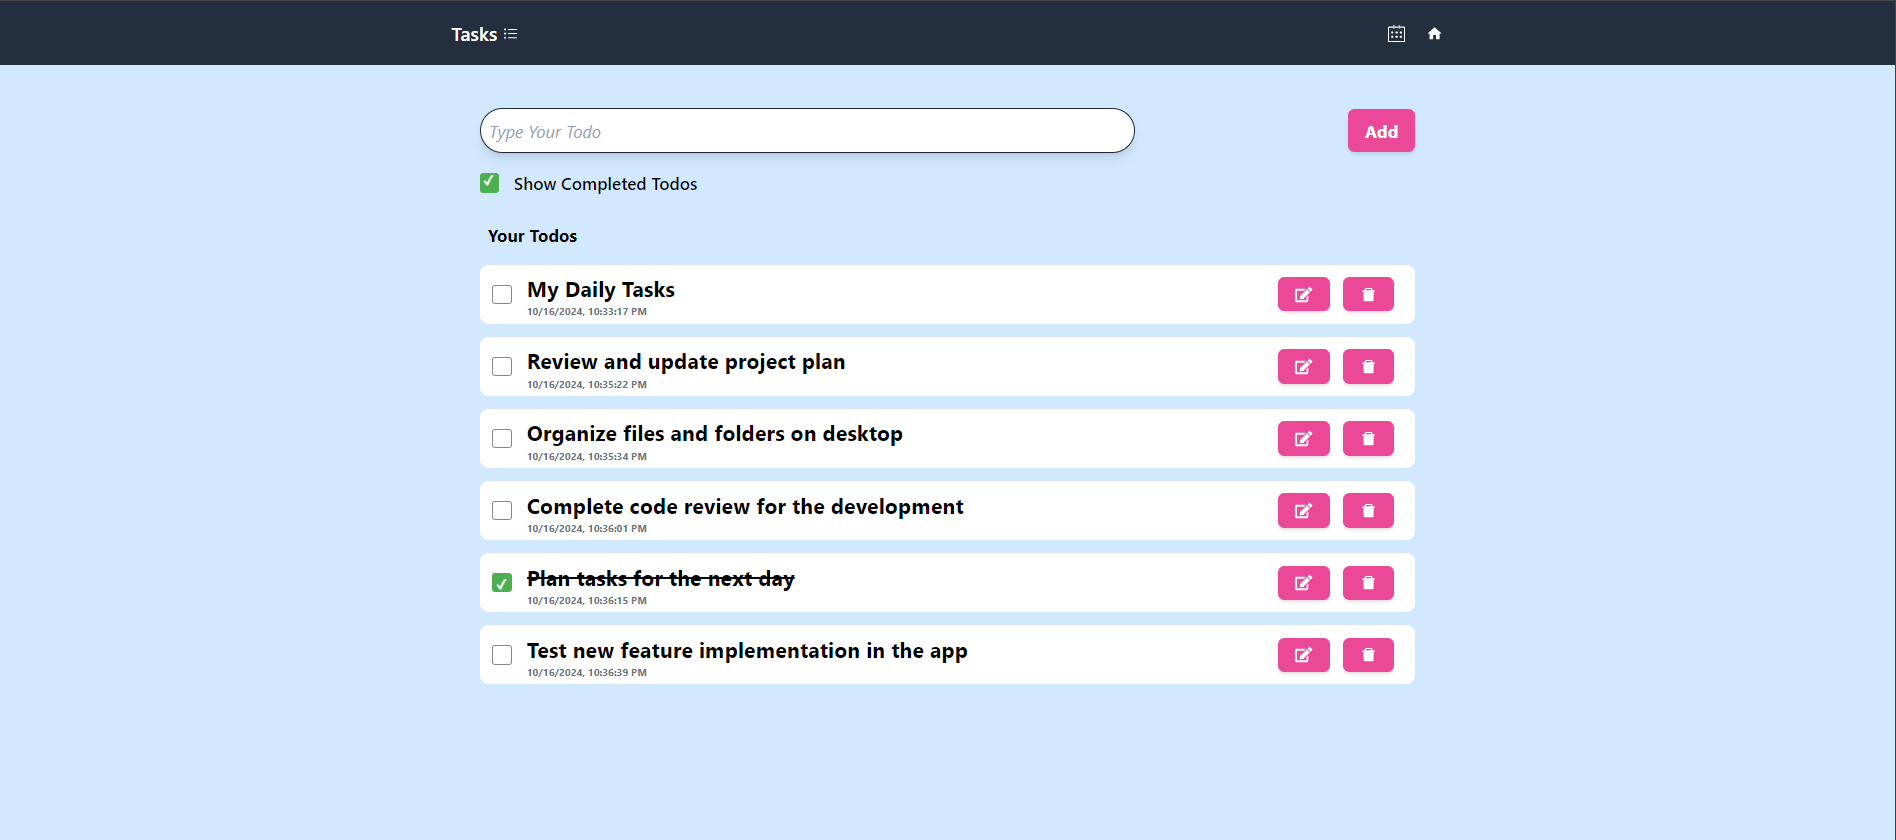 Tasks
Type Your Todo
Add
Show Completed Todos
Your Todos
My Daily Tasks
10/16/2024, 10:33:17 PM
Review and update project plan
10/16/2024, 10:35:22 PM
Organize files and folders on desktop
10/16/2024, 10:35:34 PM
Complete code review for the development
10/16/2024, 10:36:01 PM
Plan tasks for the next day
10/16/2024, 10:36:15 PM
Test new feature implementation in the app
10/16/2024, 10:36:39 PM